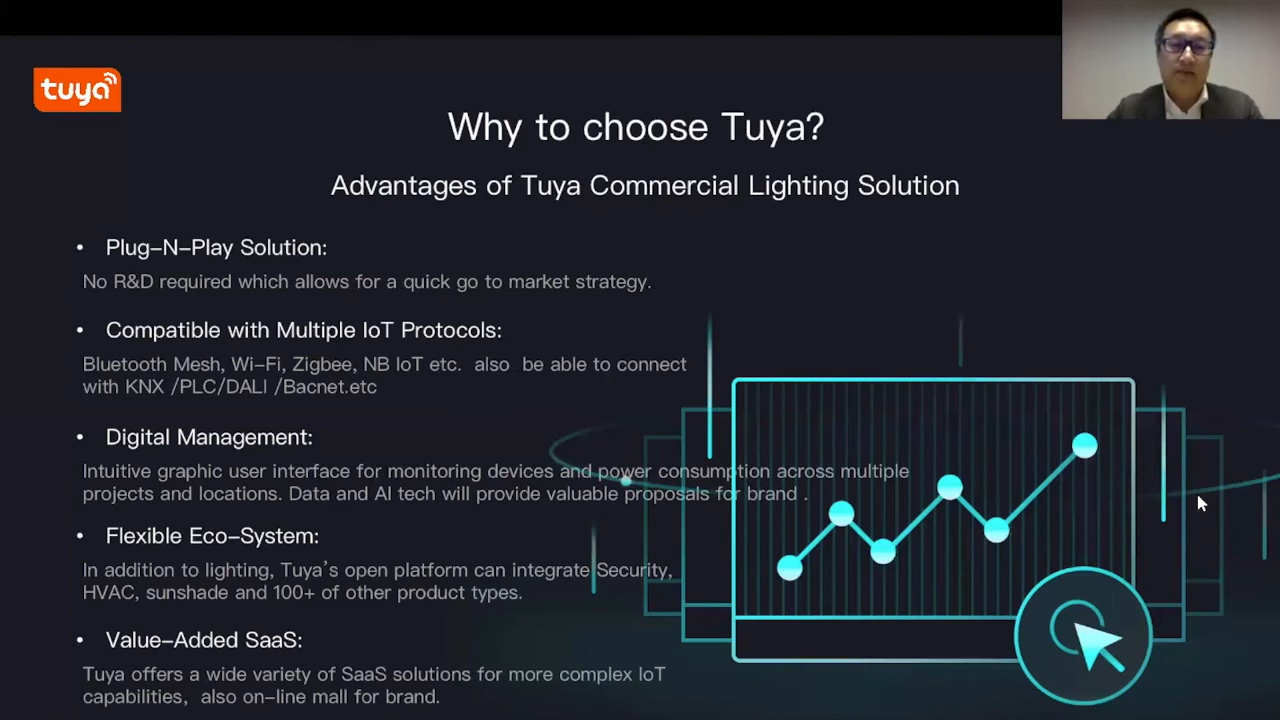 tuya
Why to choose Tuya?
Advantages of Tuya Commercial Lighting Solution
• Plug-N-Play Solution:
No R&D required which allows for a quick go to market strategy.
• Compatible with Multiple IoT Protocols:
Bluetooth Mesh, Wi-Fi, Zigbee, NB IoT etc. also be able to connect
with KNX /PLC/DALI /Bacnet.etc
• Digital Management:
Intuitive graphic user interface for monitoring devices and power consumption across multiple
projects and locations. Data and AI tech will provide valuable proposals for brand .
• Flexible Eco-System:
In addition to lighting, Tuya's open platform can integrate Security,
HVAC, sunshade and 100+ of other product types.
• Value-Added SaaS:
Tuya offers a wide variety of SaaS solutions for more complex IoT
capabilities, also on-line mall for brand.